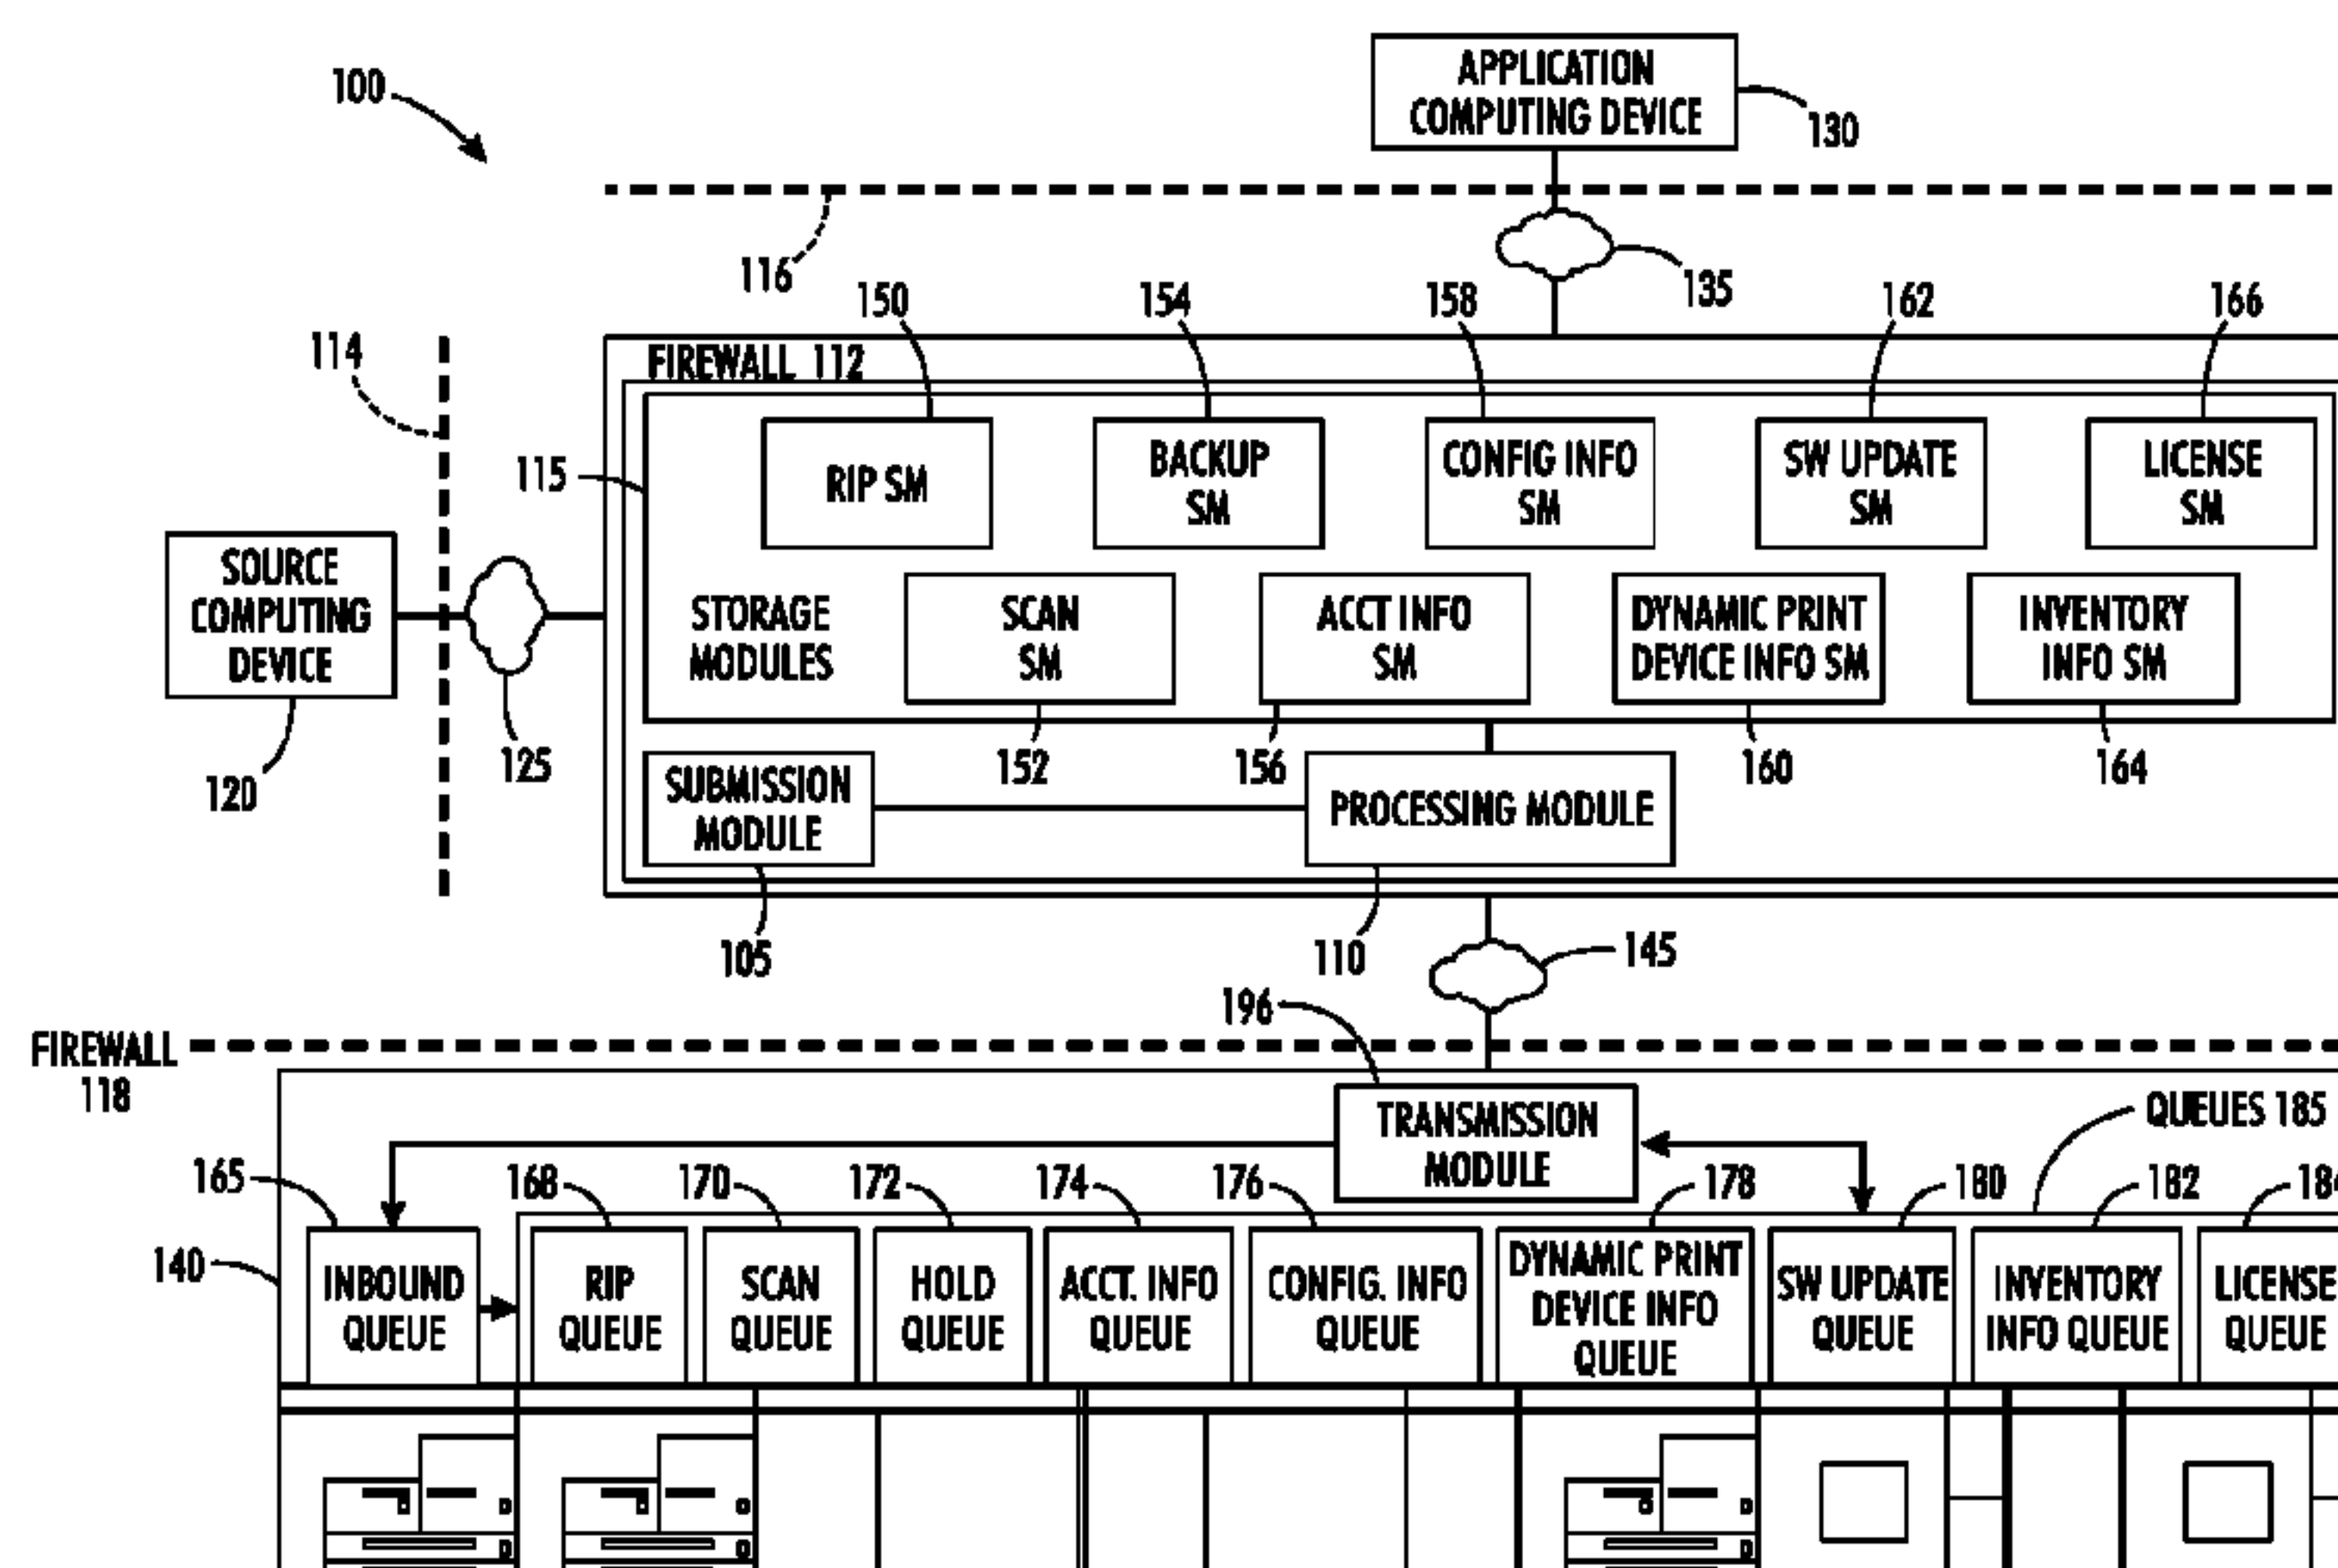 100
APPLICATION
COMPUTING DEVICE
130
116
135
150
154
158
162
166
114
FIREWALL 112
115
RIP SM
BACKUP
SM
CONFIG INFO
SM
SW UPDATE
SM
LICENSE
SM
SOURCE
COMPUTING
DEVICE
STORAGE
MODULES
SCAN
SM
ACCT INFO
SM
DYNAMIC PRINT
DEVICE INFO SM
INVENTORY
INFO SM
120
125
152
156
160
164
SUBMISSION
MODULE
PROCESSING MODULE
105
110
145
196
FIREWALL
118
TRANSMISSION
MODULE
QUEUES 185
165
168
170
172
174
176
178
180
182
140
INBOUND
QUEUE
RIP
QUEUE
SCAN
QUEUE
HOLD
QUEUE
ACCT. INFO
QUEUE
CONFIG. INFO
QUEUE
DYNAMIC PRINT
DEVICE INFO
QUEUE
SW UPDATE
QUEUE
INVENTORY
INFO QUEUE
LICENSE
QUEUE